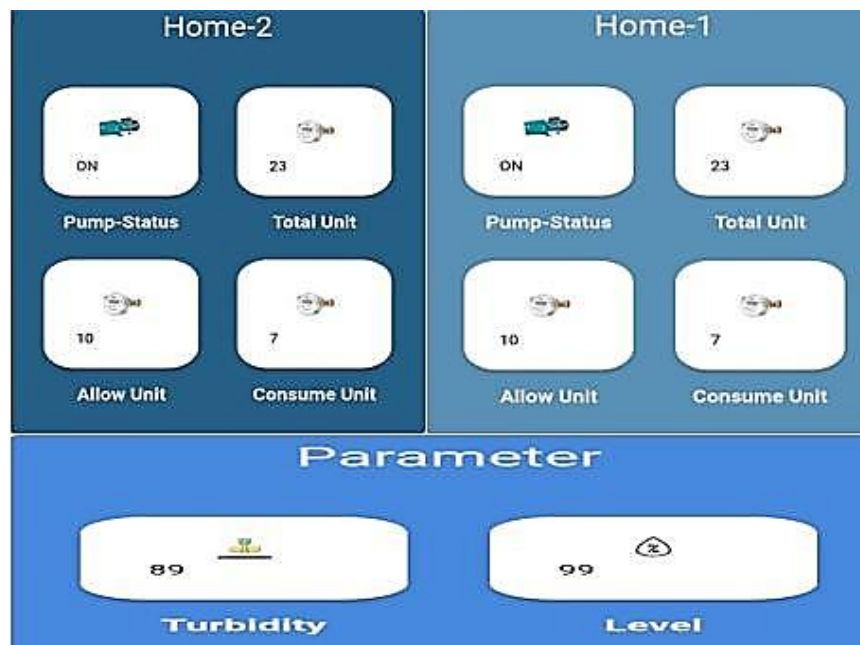 Home-2
ON
23
Pump-Status
Total Unit
10
7
Allow Unit
Consume Unit
Home-1
ON
23
Pump-Status
Total Unit
10
7
Allow Unit
Consume Unit
Parameter
89
99
Turbidity
Level